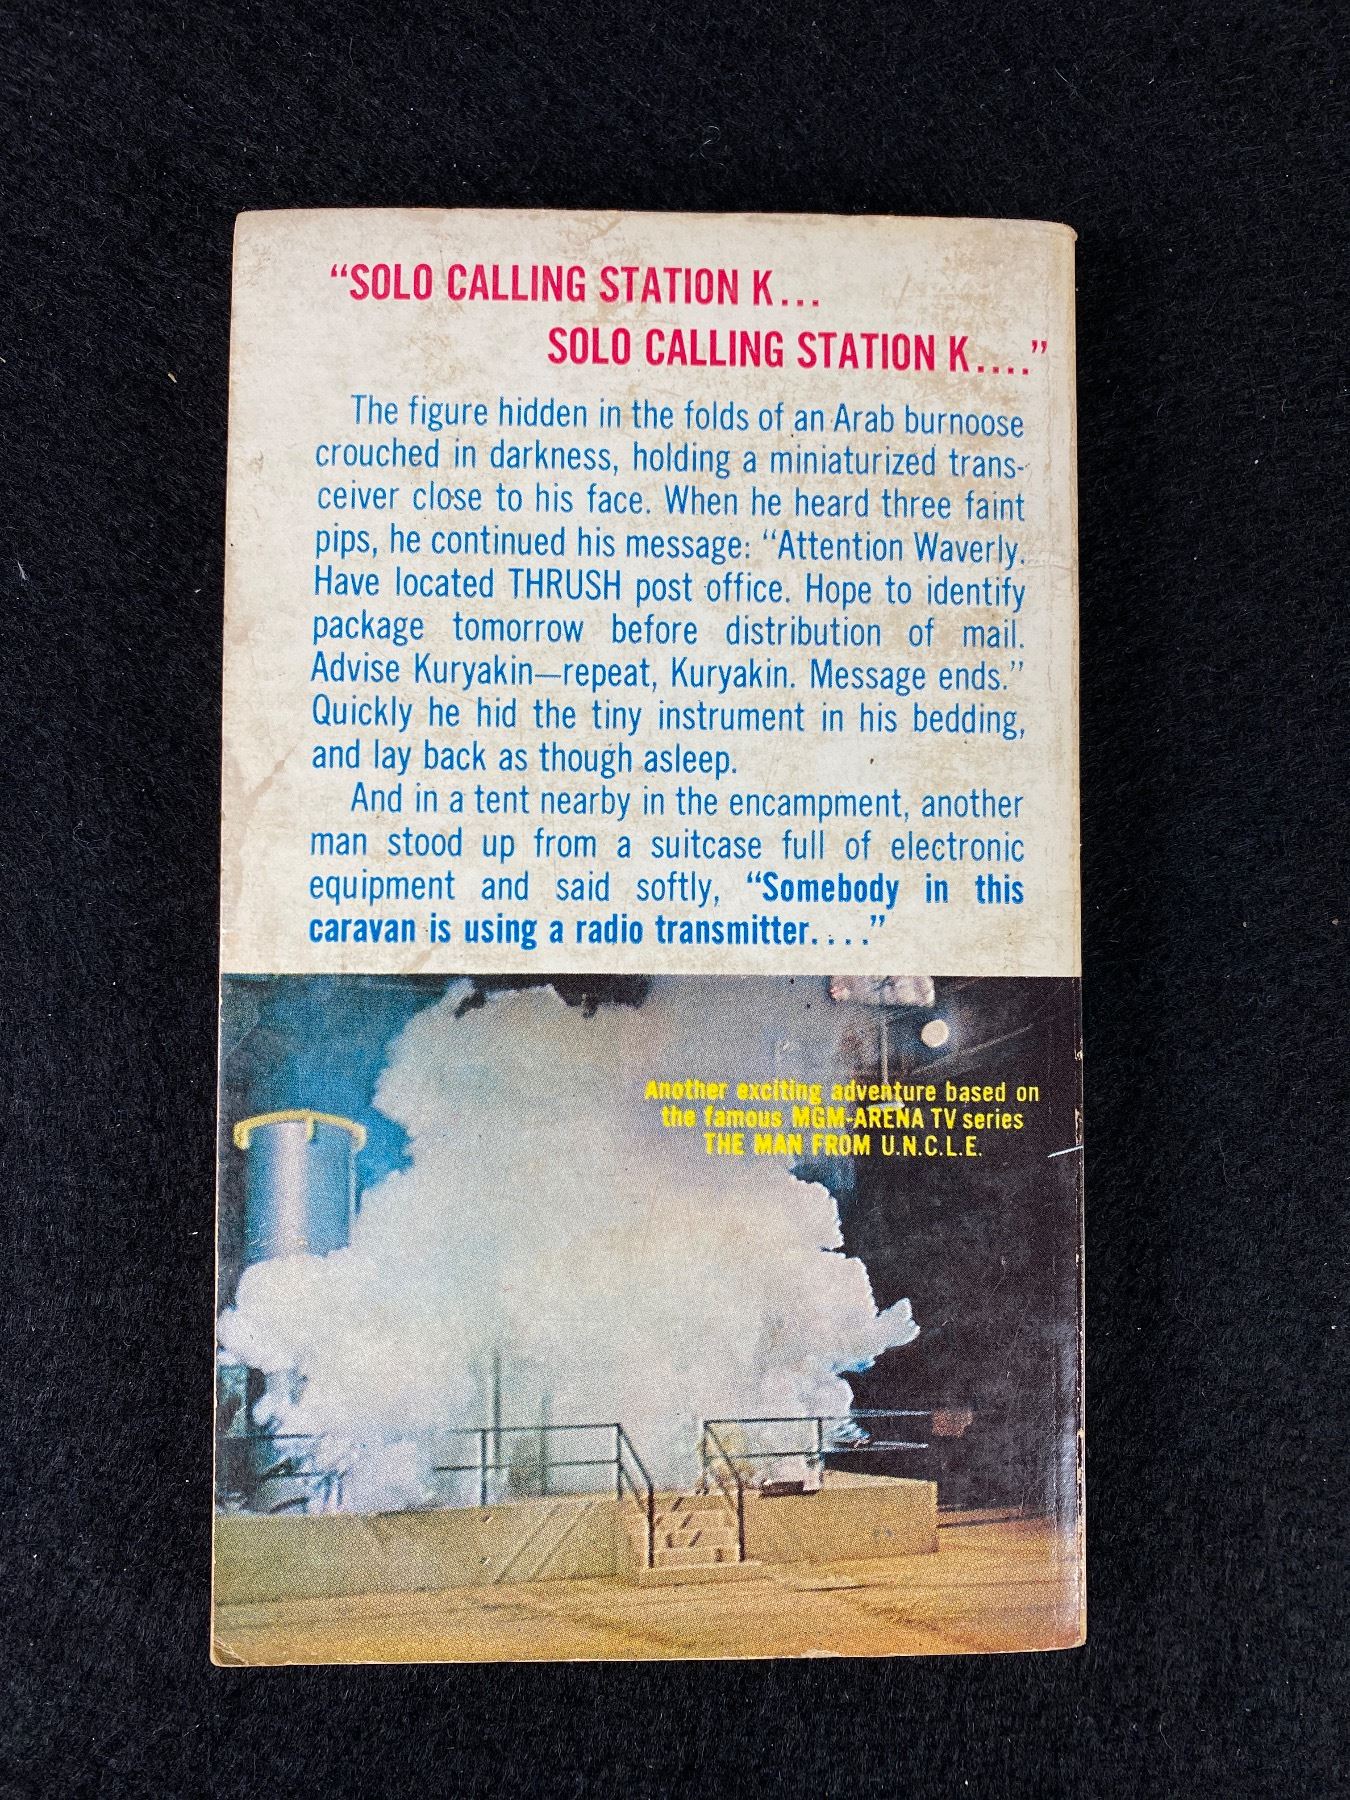 “SOLO CALLING STATION K...
SOLO CALLING STATION K....”
The figure hidden in the folds of an Arab burnoose
crouched in darkness, holding a miniaturized trans-
ceiver close to his face. When he heard three faint
pips, he continued his message: “Attention Waverly.
Have located THRUSH post office. Hope to identify
package tomorrow before distribution of mail.
Advise Kuryakin—repeat, Kuryakin. Message ends.”
Quickly he hid the tiny instrument in his bedding,
and lay back as though asleep.
And in a tent nearby in the encampment, another
man stood up from a suitcase full of electronic
equipment and said softly, “Somebody in this
caravan is using a radio transmitter....”
Another exciting adventure based on
the famous MGM-ARENA TV series
THE MAN FROM U.N.C.L.E.